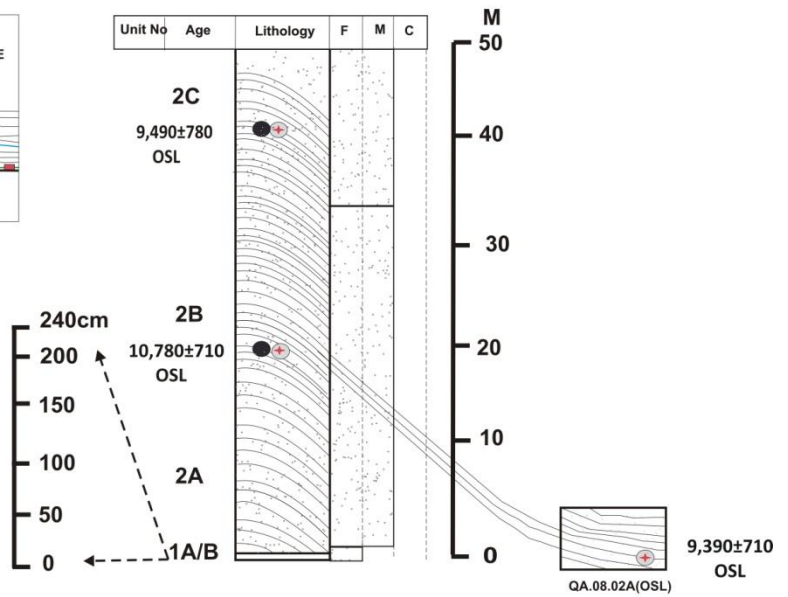 E
Unit No Age Lithology F M C
M
50
40
30
20
10
0
2C
9,490±780
OSL
2B
10,780±710
OSL
2A
1A/B
240cm
200
150
100
50
0
9,390±710
OSL
QA.08.02A(OSL)